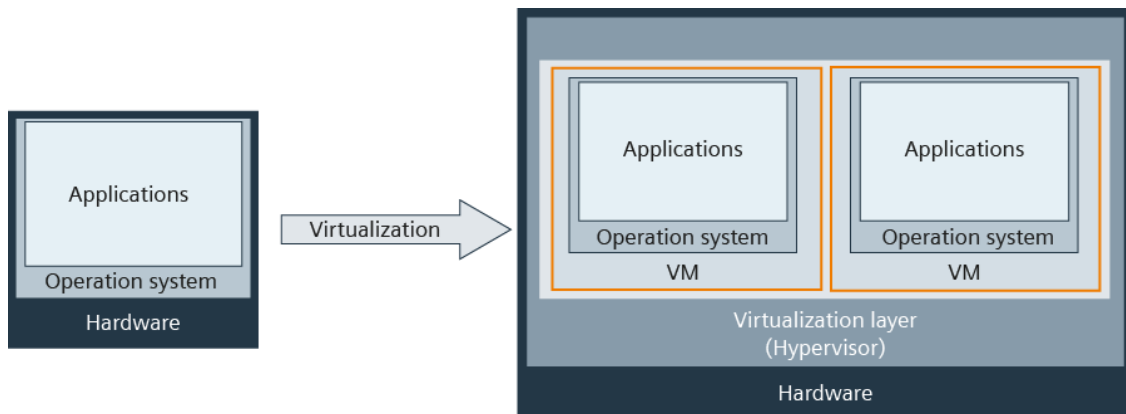 Applications
Operation system
Hardware
Virtualization
Applications
Operation system
VM
Applications
Operation system
VM
Virtualization layer
(Hypervisor)
Hardware